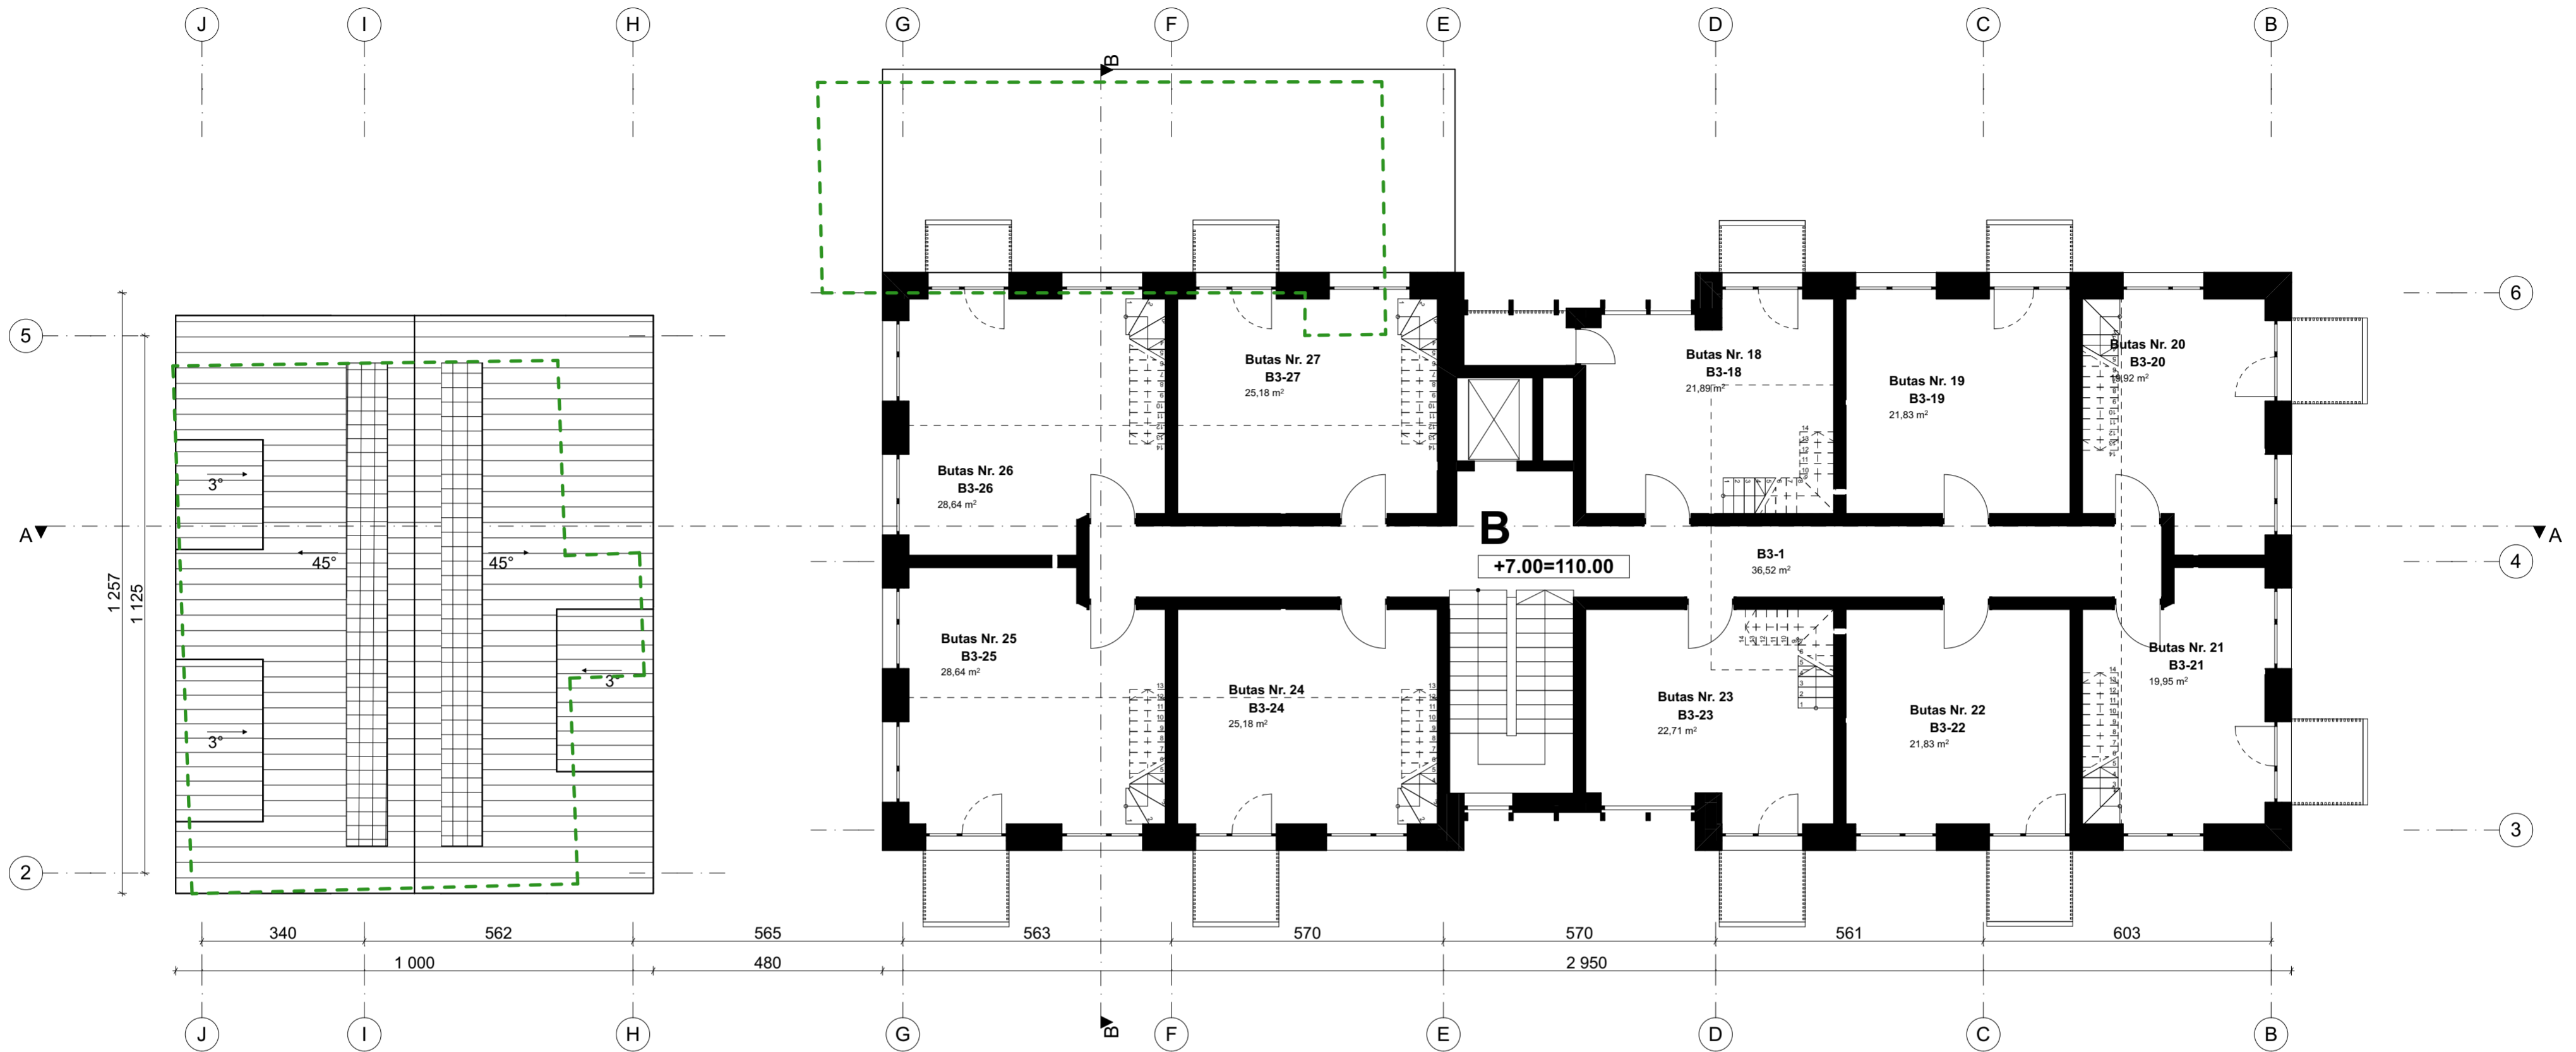 J I H G F E D C B
B
5
6
Butas Nr. 27
B3-27
25,18 m²
Butas Nr. 18
B3-18
21,89 m²
Butas Nr. 19
B3-19
21,83 m²
Butas Nr. 20
B3-20
19,92 m²
Butas Nr. 26
B3-26
28,64 m²
3°
A
A
B
+7.00=110.00
B3-1
36,52 m²
45°
45°
4
1 257
1 125
Butas Nr. 25
B3-25
28,64 m²
Butas Nr. 24
B3-24
25,18 m²
Butas Nr. 23
B3-23
22,71 m²
Butas Nr. 22
B3-22
21,83 m²
Butas Nr. 21
B3-21
19,95 m²
3°
3°
3
2
340 562 565 563 570 570 561 603
1 000 480 2 950
B
J I H G F E D C B